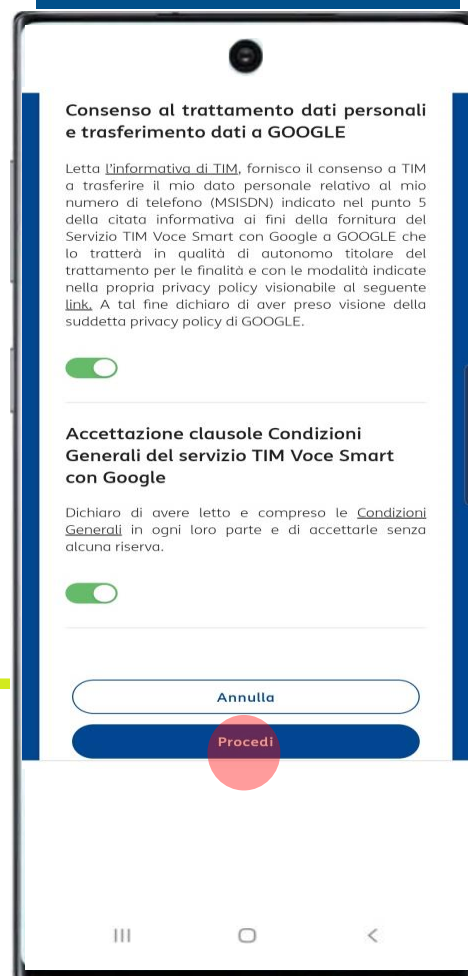 Consenso al trattamento dati personali
e trasferimento dati a GOOGLE
Letta l'informativa di TIM, fornisco il consenso a TIM
a trasferire il mio dato personale relativo al mio
numero di telefono (MSISDN) indicato nel punto 5
della citata informativa ai fini della fornitura del
Servizio TIM Voce Smart con Google a GOOGLE che
lo tratterà in qualità di autonomo titolare del
trattamento per le finalità e con le modalità indicate
nella propria privacy policy visionabile al seguente
link. A tal fine dichiaro di aver preso visione della
suddetta privacy policy di GOOGLE.
Accettazione clausole Condizioni
Generali del servizio TIM Voce Smart
con Google
Dichiaro di avere letto e compreso le Condizioni
Generali in ogni loro parte e di accettarle senza
alcuna riserva.
Annulla
Procedi